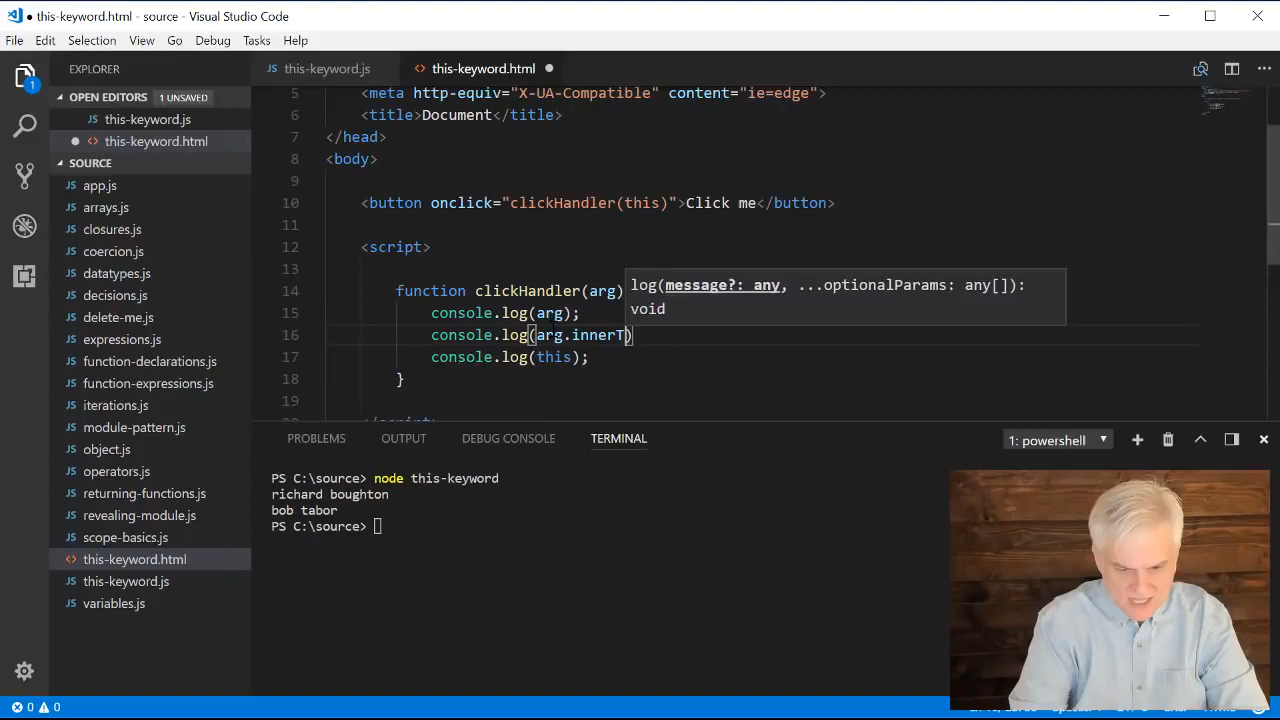 this-keyword.html - source - Visual Studio Code
File Edit Selection View Go Debug Tasks Help
EXPLORER
OPEN EDITORS 1 UNSAVED
JS this-keyword.js
<> this-keyword.html
SOURCE
JS app.js
JS arrays.js
JS closures.js
JS coercion.js
JS datatypes.js
JS decisions.js
JS delete-me.js
JS expressions.js
JS function-declarations.js
JS function-expressions.js
JS iterations.js
JS module-pattern.js
JS object.js
JS operators.js
JS returning-functions.js
JS revealing-module.js
JS scope-basics.js
<> this-keyword.html
JS this-keyword.js
JS variables.js
1
JS this-keyword.js <> this-keyword.html
5 <meta http-equiv="X-UA-Compatible" content="ie=edge">
6 <title>Document</title>
7 </head>
8 <body>
9
10 <button onclick="clickHandler(this)">Click me</button>
11
12 <script>
13
14 function clickHandler(arg)
15 console.log(arg);
16 console.log(arg.innerT)
17 console.log(this);
18 }
19
</script>
log(message?: any, ...optionalParams: any[]):
void
PROBLEMS OUTPUT DEBUG CONSOLE TERMINAL
1: powershell
PS C:\source> node this-keyword
richard boughton
bob tabor
PS C:\source>
0 0